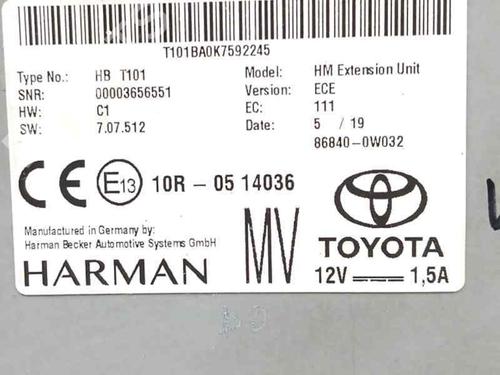 T101BA0K7592245
Type No.: HB T101 Model: HM Extension Unit
SNR: 00003656551 Version: ECE
HW: C1 EC: 111
SW: 7.07.512 Date: 5 / 19
86840-0W032
CE E13 10R - 05 14036
Manufactured in Germany by:
Harman Becker Automotive Systems GmbH
HARMAN MV TOYOTA
12V 1,5A